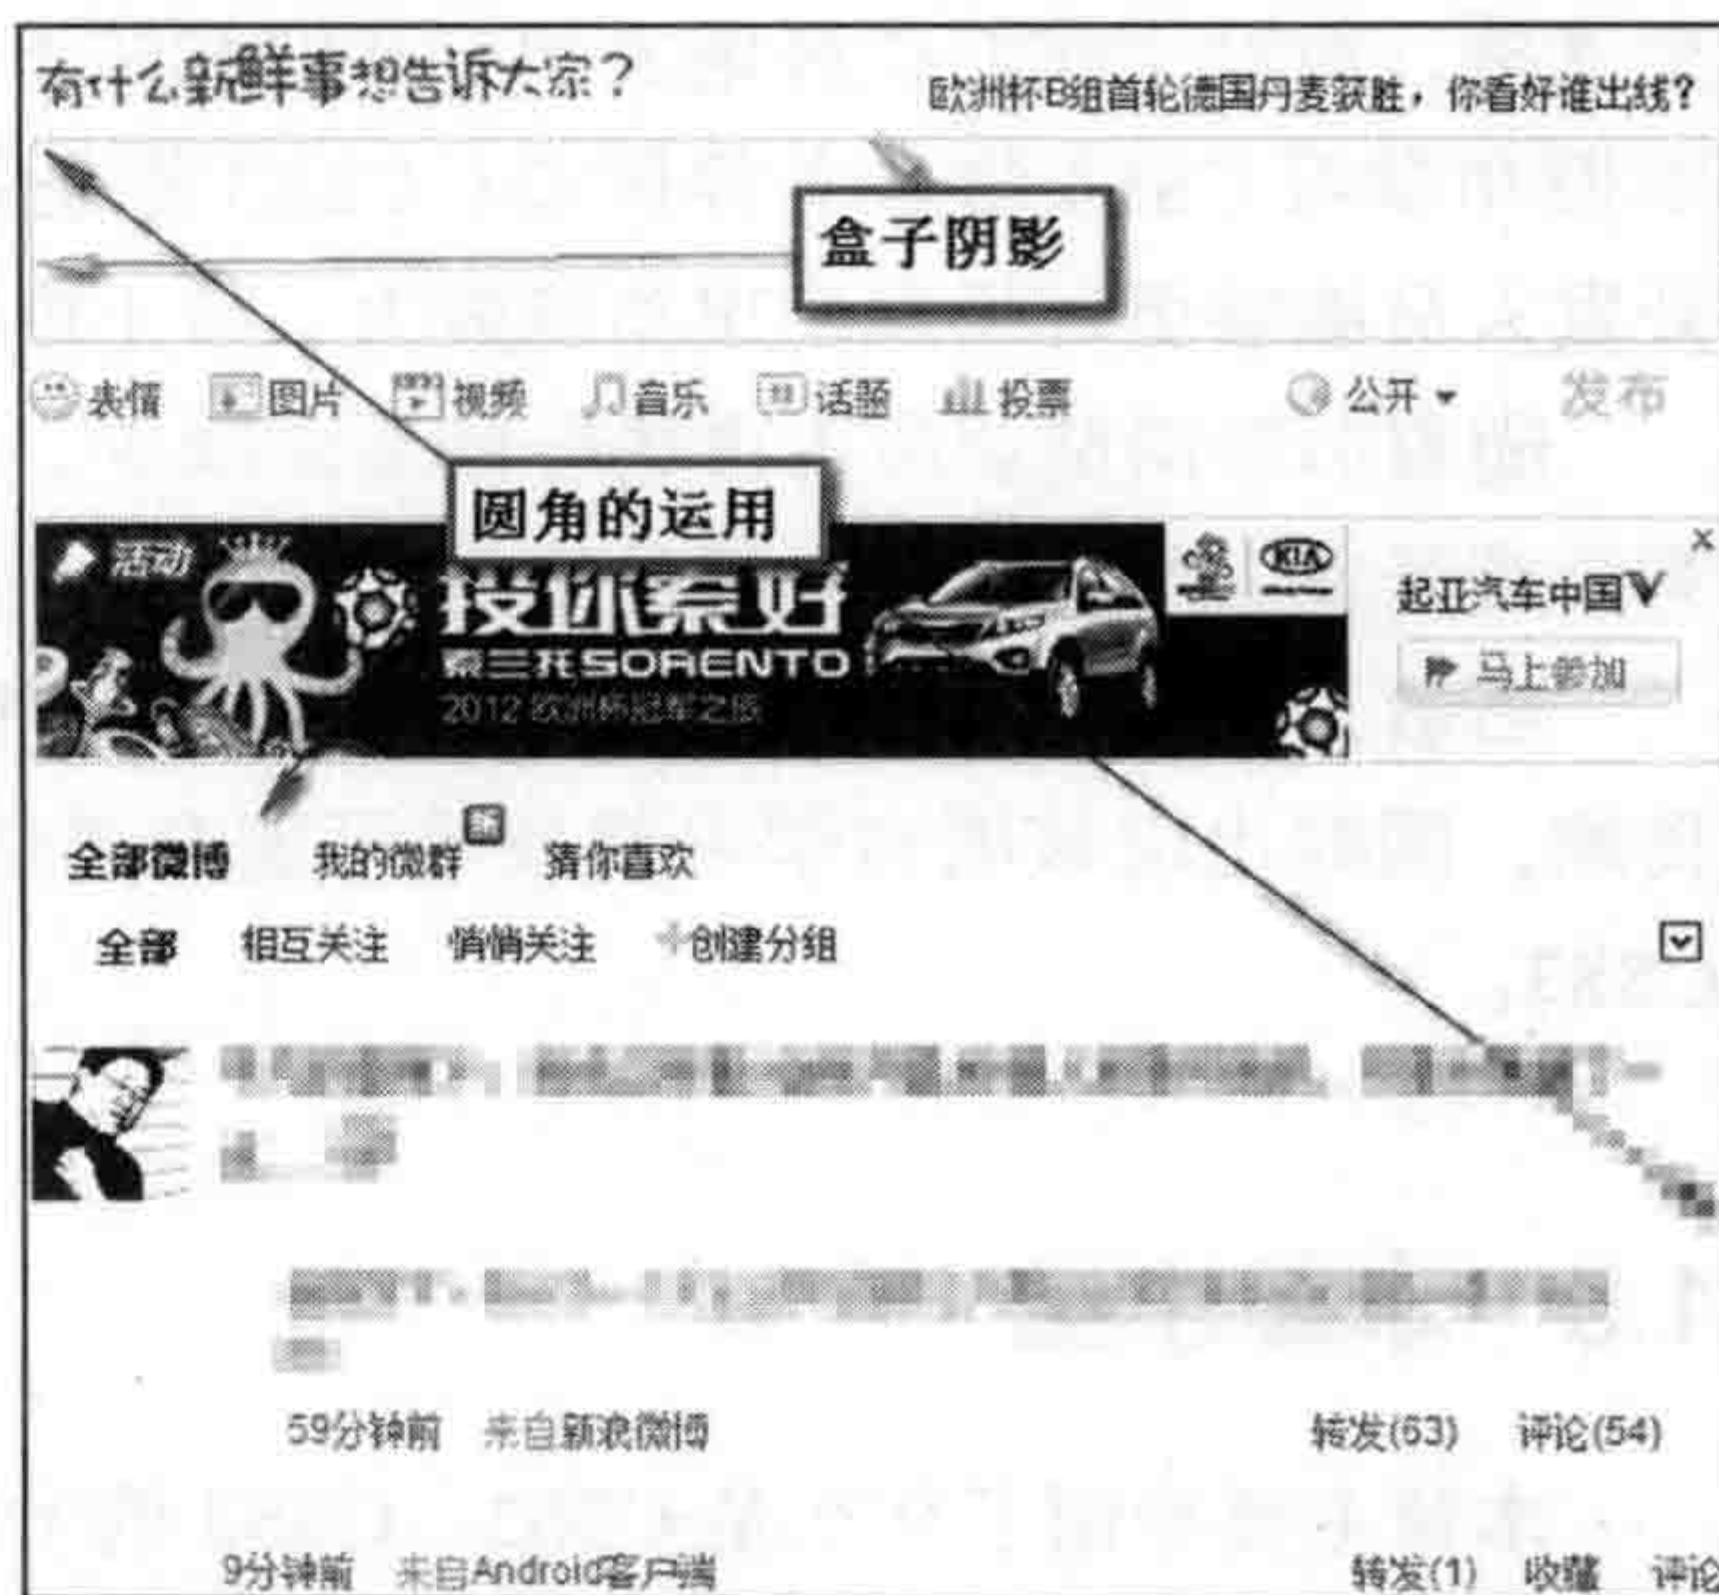 有什么新鲜事想告诉大家？
欧洲杯B组首轮德国丹麦获胜，你看好谁出线？
盒子阴影
表情 图片 视频 音乐 话题 投票 公开 发布
圆角的运用
活动
KIA
索兰托SORENTO
2012 欧洲杯冠军之旅
×
起亚汽车中国V
马上参加
全部微博 我的微群 新 猜你喜欢
全部 相互关注 悄悄关注 +创建分组
59分钟前 来自新浪微博 转发(63) 评论(54)
9分钟前 来自Android客户端 转发(1) 收藏 评论